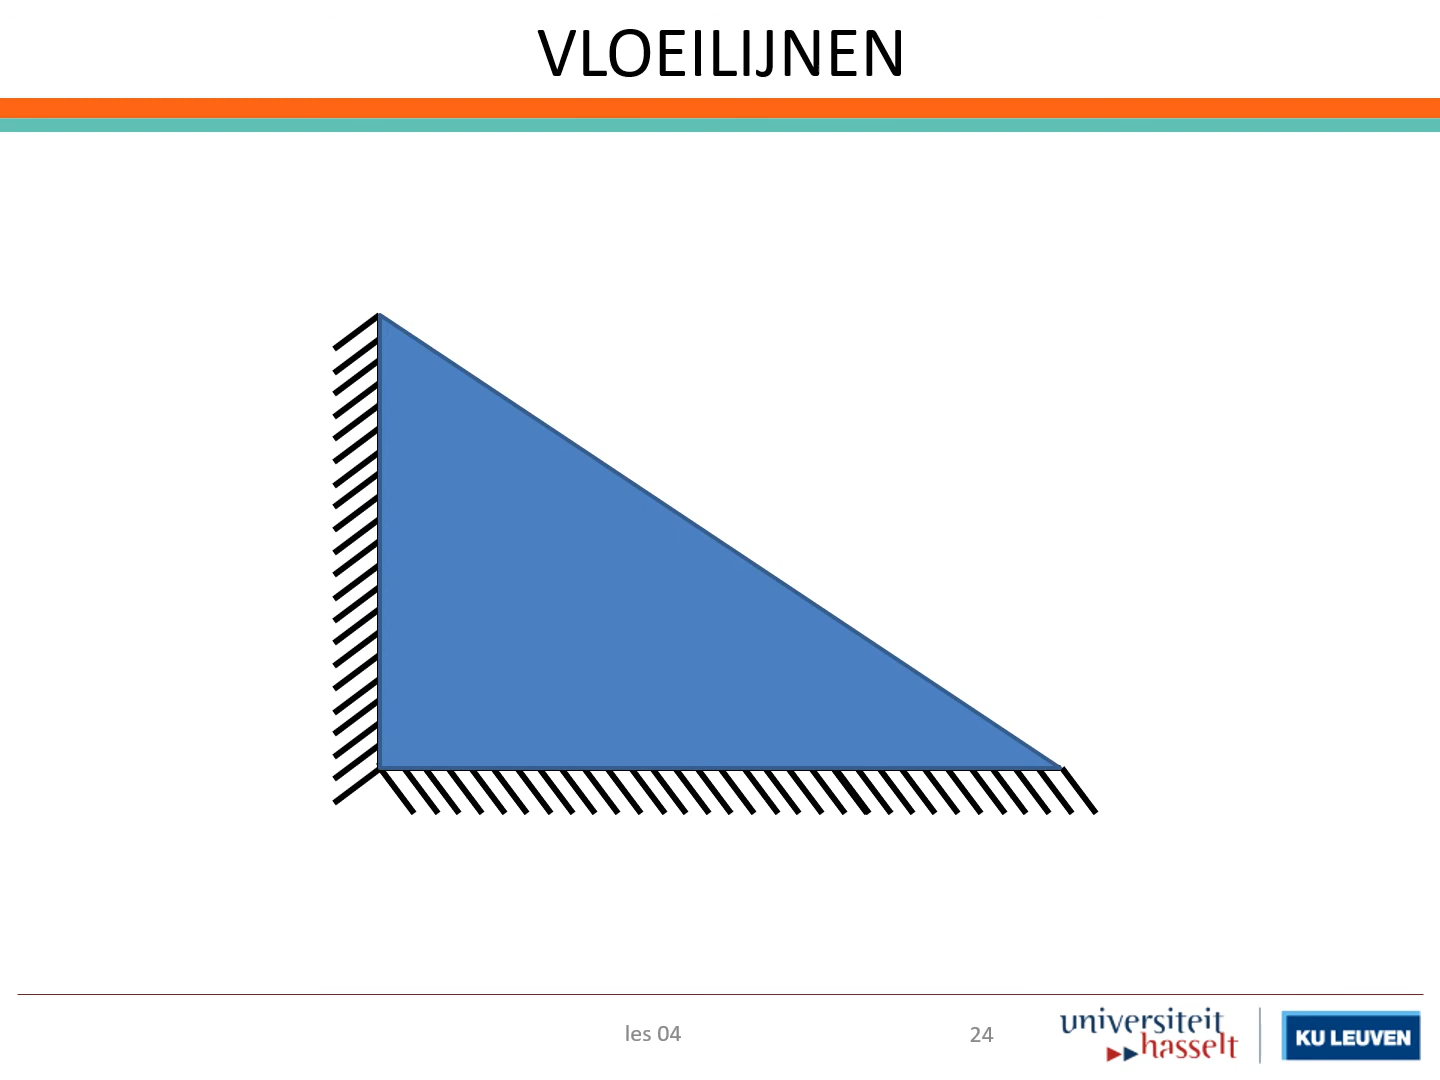 VLOEILIJNEN
les 04
24
universiteit
hasselt
KU LEUVEN